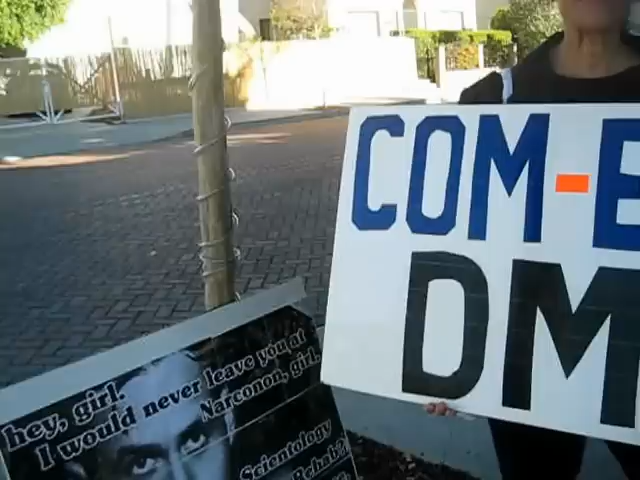 COM-E
DM
hey, girl.
I would never leave you at
Narconon, girl.
Scientology
Rehab?